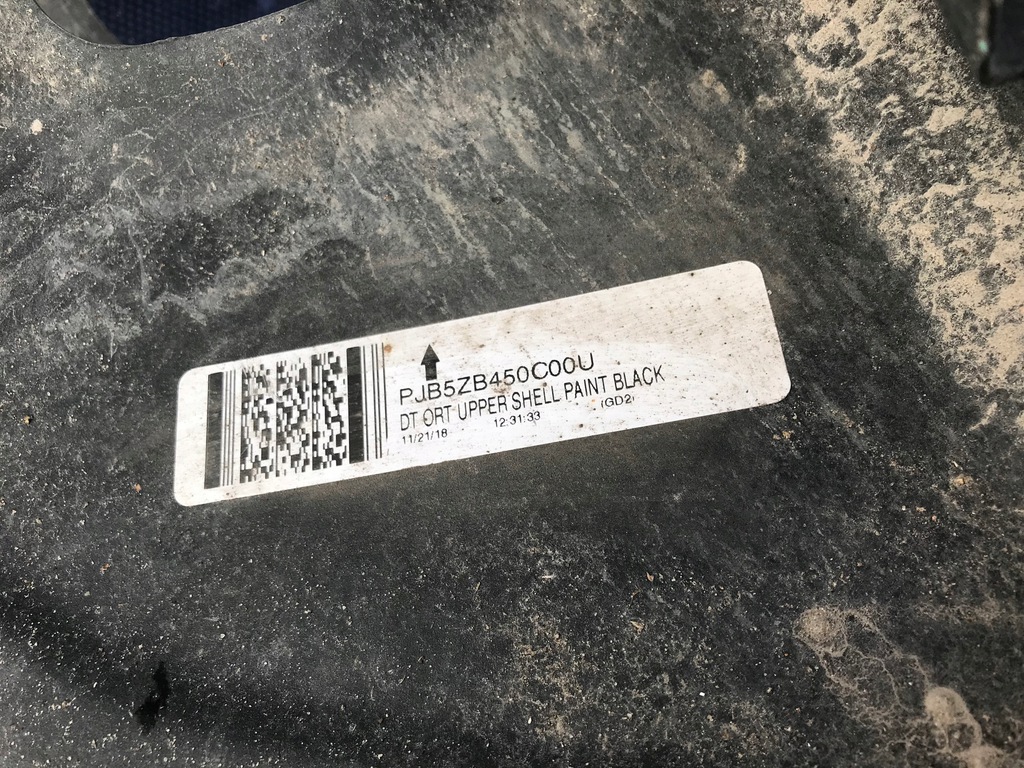 PJB5ZB450C00U
DT ORT UPPER SHELL PAINT BLACK
11/21/18 12:31:33 (GD2)